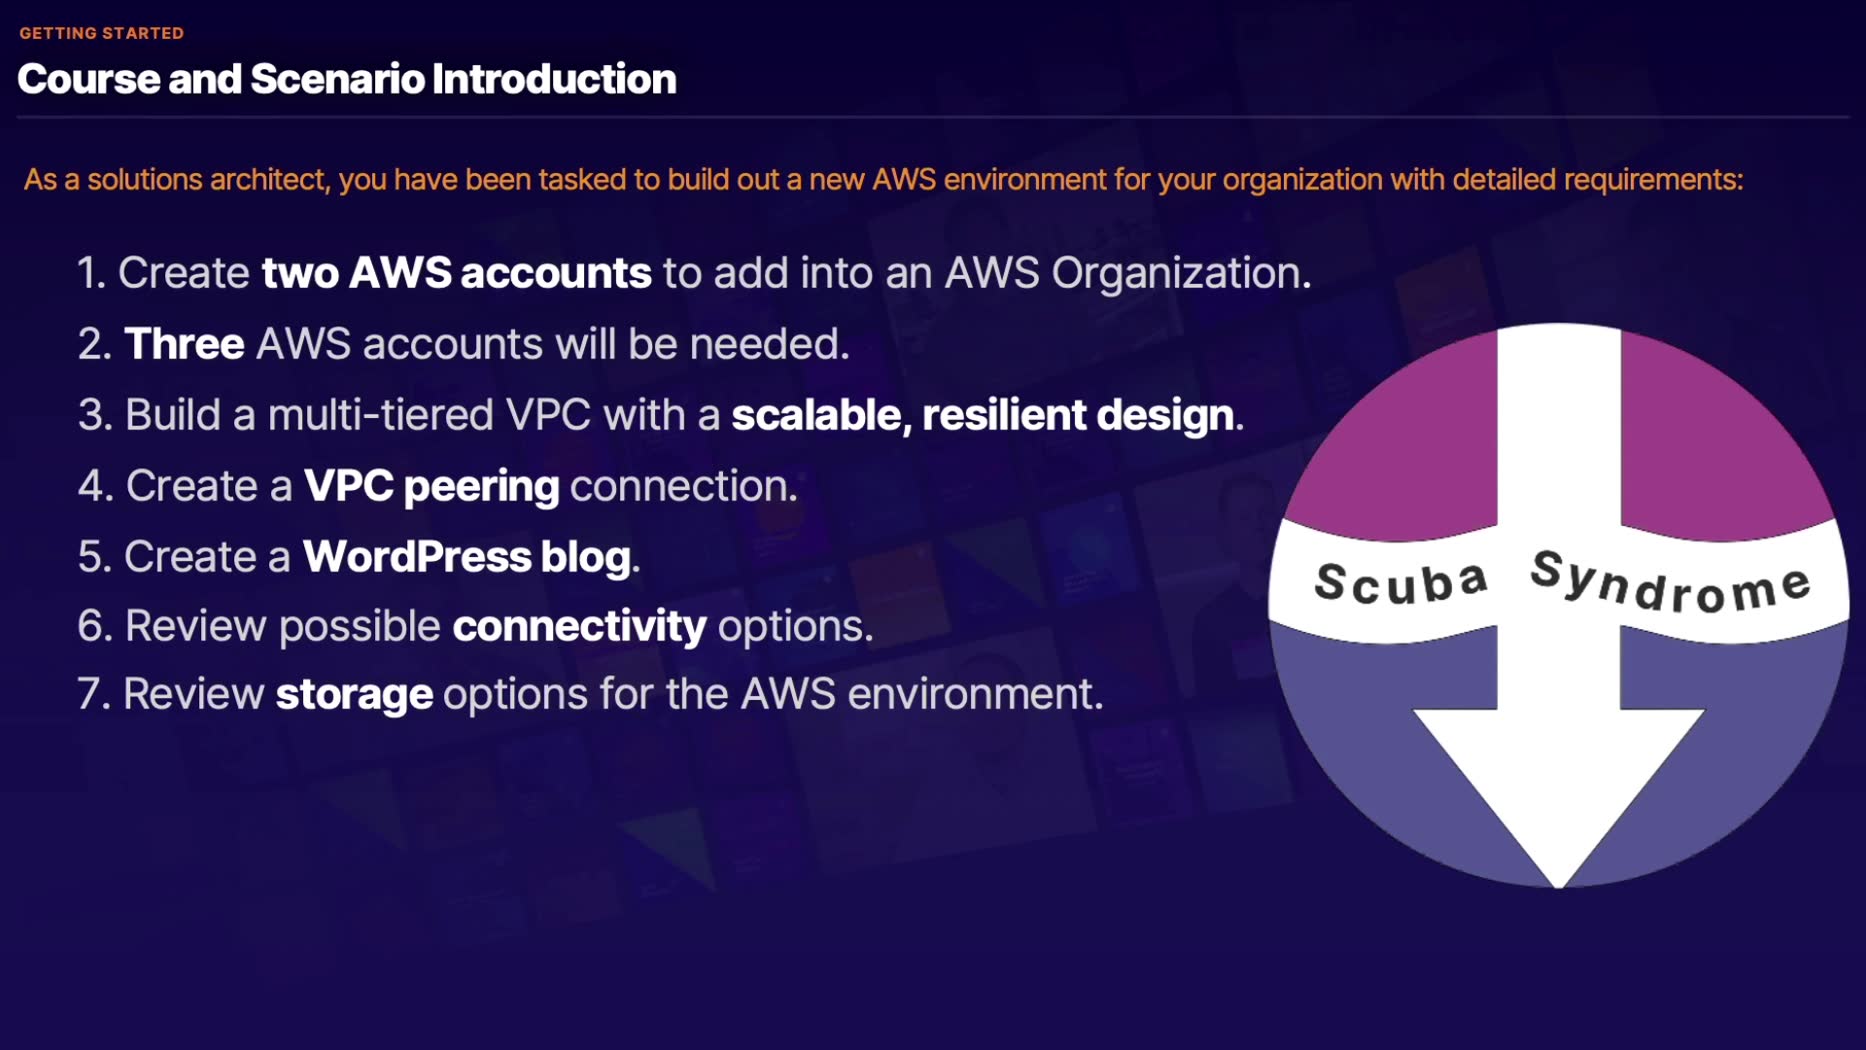 GETTING STARTED
Course and Scenario Introduction
As a solutions architect, you have been tasked to build out a new AWS environment for your organization with detailed requirements:
1. Create two AWS accounts to add into an AWS Organization.
2. Three AWS accounts will be needed.
3. Build a multi-tiered VPC with a scalable, resilient design.
4. Create a VPC peering connection.
5. Create a WordPress blog.
6. Review possible connectivity options.
7. Review storage options for the AWS environment.
Scuba Syndrome